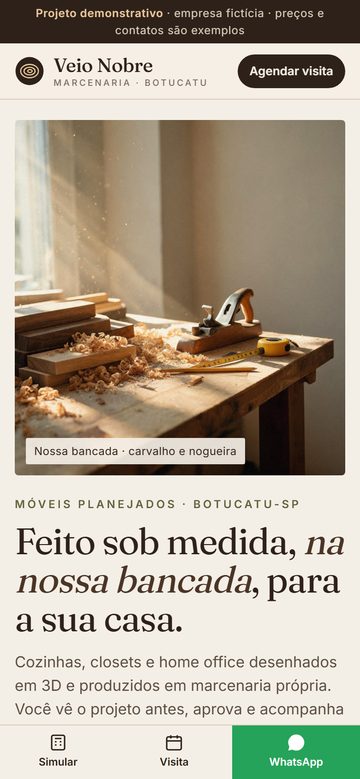 Projeto demonstrativo · empresa fictícia · preços e
contatos são exemplos
Veio Nobre
MARCENARIA · BOTUCATU
Agendar visita
Nossa bancada · carvalho e nogueira
MÓVEIS PLANEJADOS · BOTUCATU-SP
Feito sob medida, na
nossa bancada, para
a sua casa.
Cozinhas, closets e home office desenhados
em 3D e produzidos em marcenaria própria.
Você vê o projeto antes, aprova e acompanha
Simular
Visita
WhatsApp